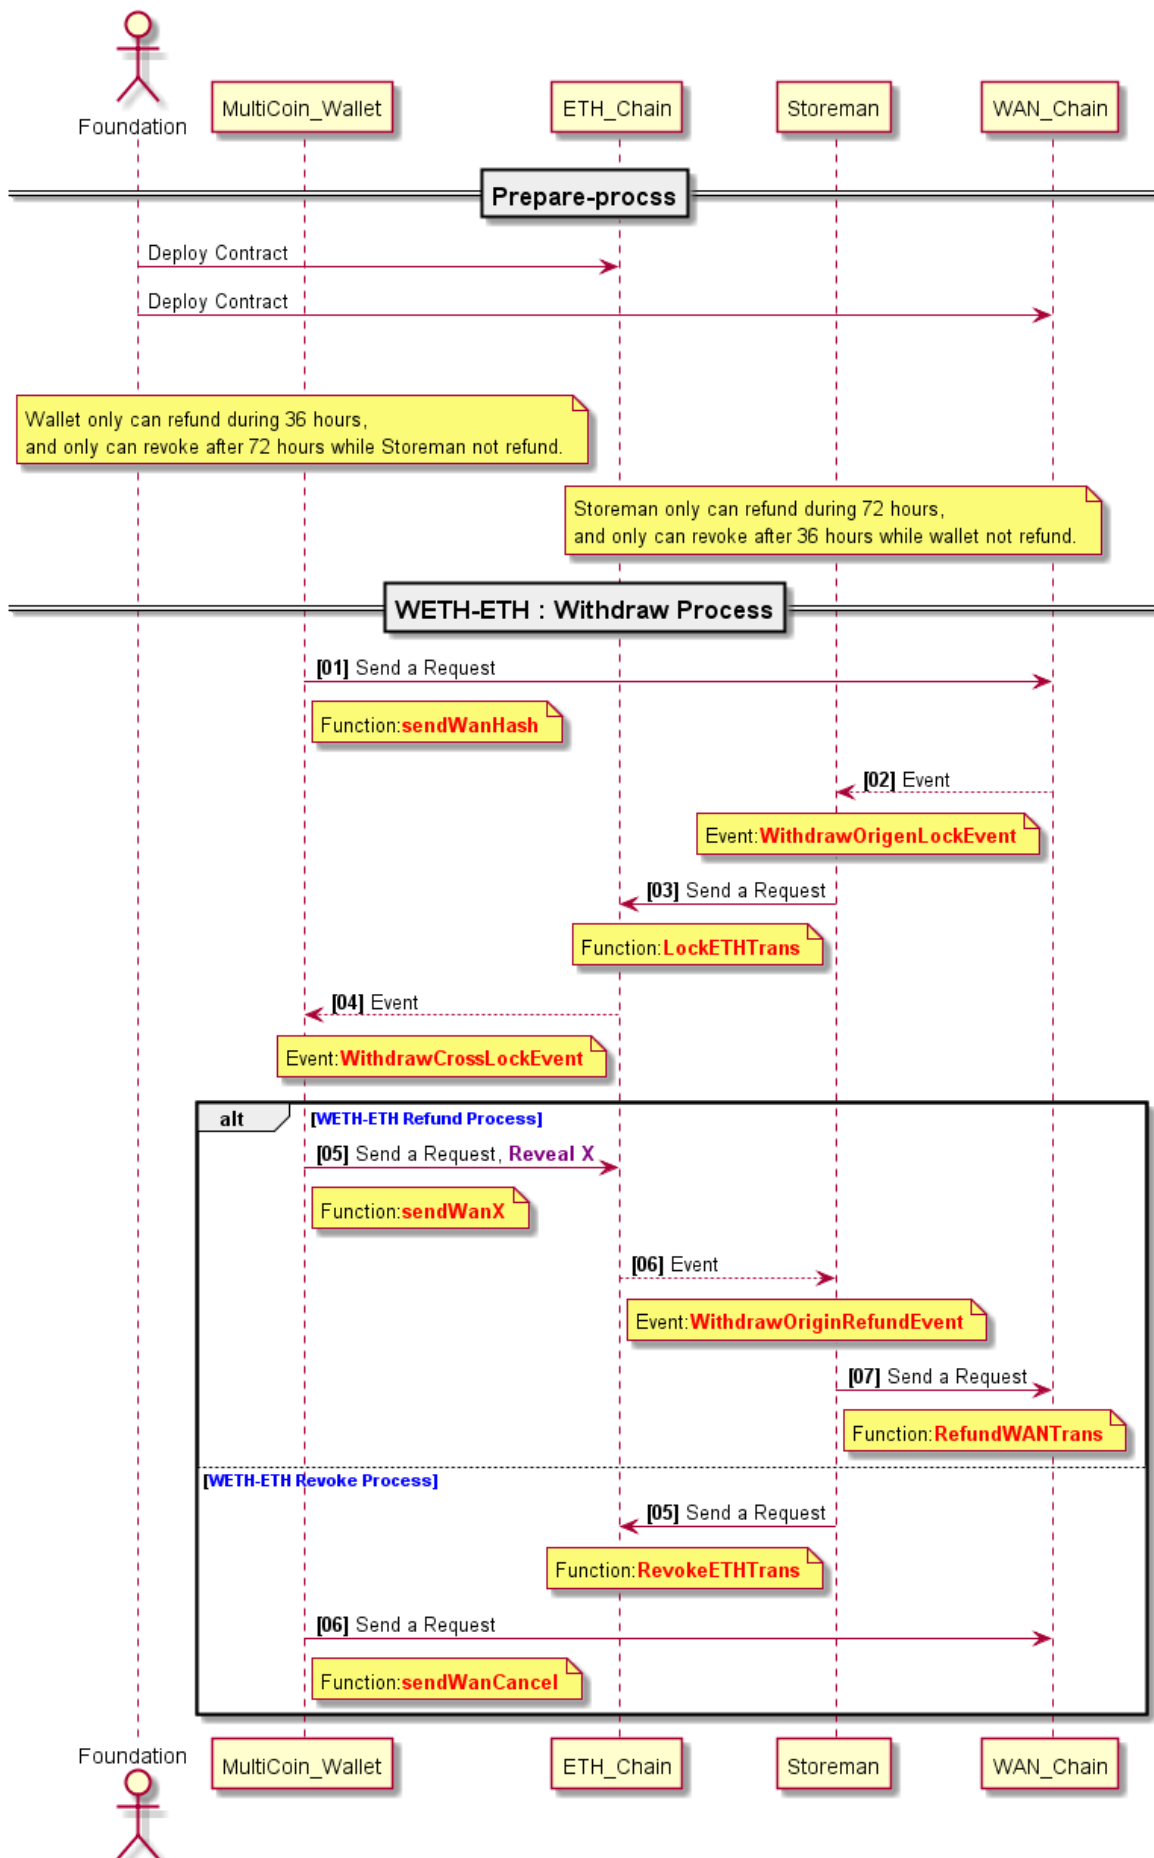 Foundation
MultiCoin_Wallet
ETH_Chain
Storeman
WAN_Chain
Prepare-procss
Deploy Contract
Deploy Contract
Wallet only can refund during 36 hours,
and only can revoke after 72 hours while Storeman not refund.
Storeman only can refund during 72 hours,
and only can revoke after 36 hours while wallet not refund.
WETH-ETH : Withdraw Process
[01] Send a Request
Function:sendWanHash
[02] Event
Event:WithdrawOrigenLockEvent
[03] Send a Request
Function:LockETHTrans
[04] Event
Event:WithdrawCrossLockEvent
alt [WETH-ETH Refund Process]
[05] Send a Request, Reveal X
Function:sendWanX
[06] Event
Event:WithdrawOriginRefundEvent
[07] Send a Request
Function:RefundWANTrans
[WETH-ETH Revoke Process]
[05] Send a Request
Function:RevokeETHTrans
[06] Send a Request
Function:sendWanCancel
Foundation
MultiCoin_Wallet
ETH_Chain
Storeman
WAN_Chain